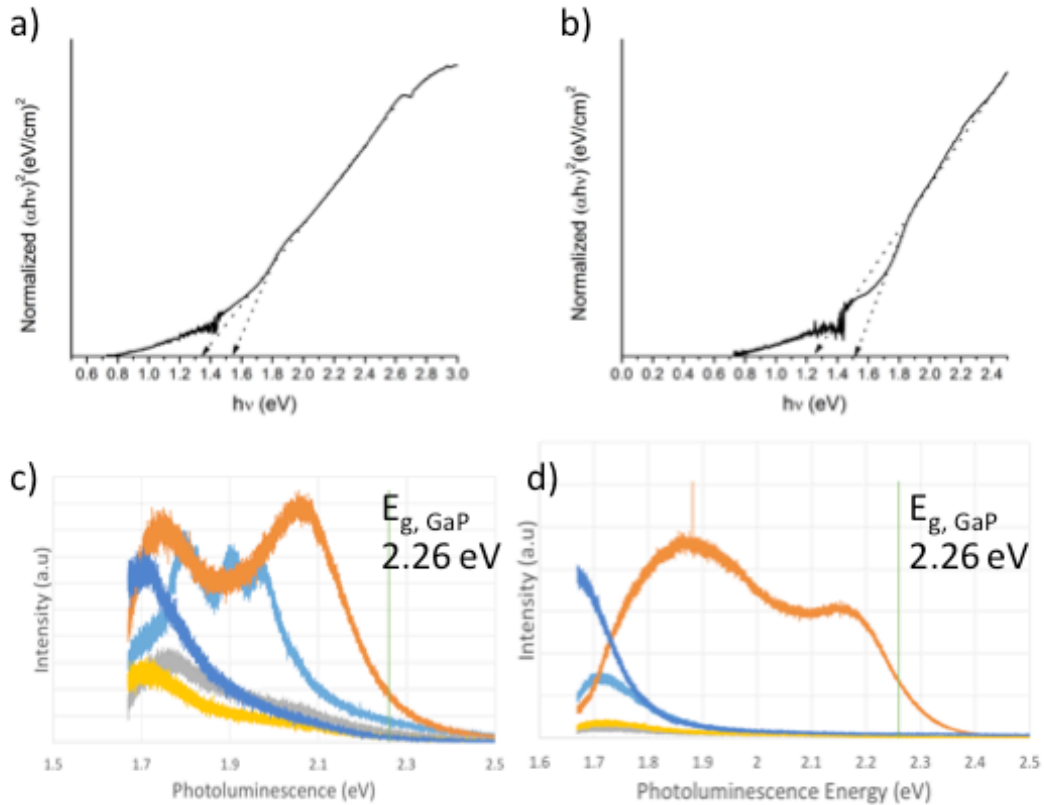 a)
Normalized (αhν)²(eV/cm)²
0.6 0.8 1.0 1.2 1.4 1.6 1.8 2.0 2.2 2.4 2.6 2.8 3.0
hν (eV)
b)
Normalized (αhν)²(eV/cm)²
0.0 0.2 0.4 0.6 0.8 1.0 1.2 1.4 1.6 1.8 2.0 2.2 2.4
hν (eV)
c)
Intensity (a.u)
E₉, GaP
2.26 eV
1.5 1.7 1.9 2.1 2.3 2.5
Photoluminescence (eV)
d)
Intensity (a.u)
Eg, GaP
2.26 eV
1.6 1.7 1.8 1.9 2 2.1 2.2 2.3 2.4 2.5
Photoluminescence Energy (eV)